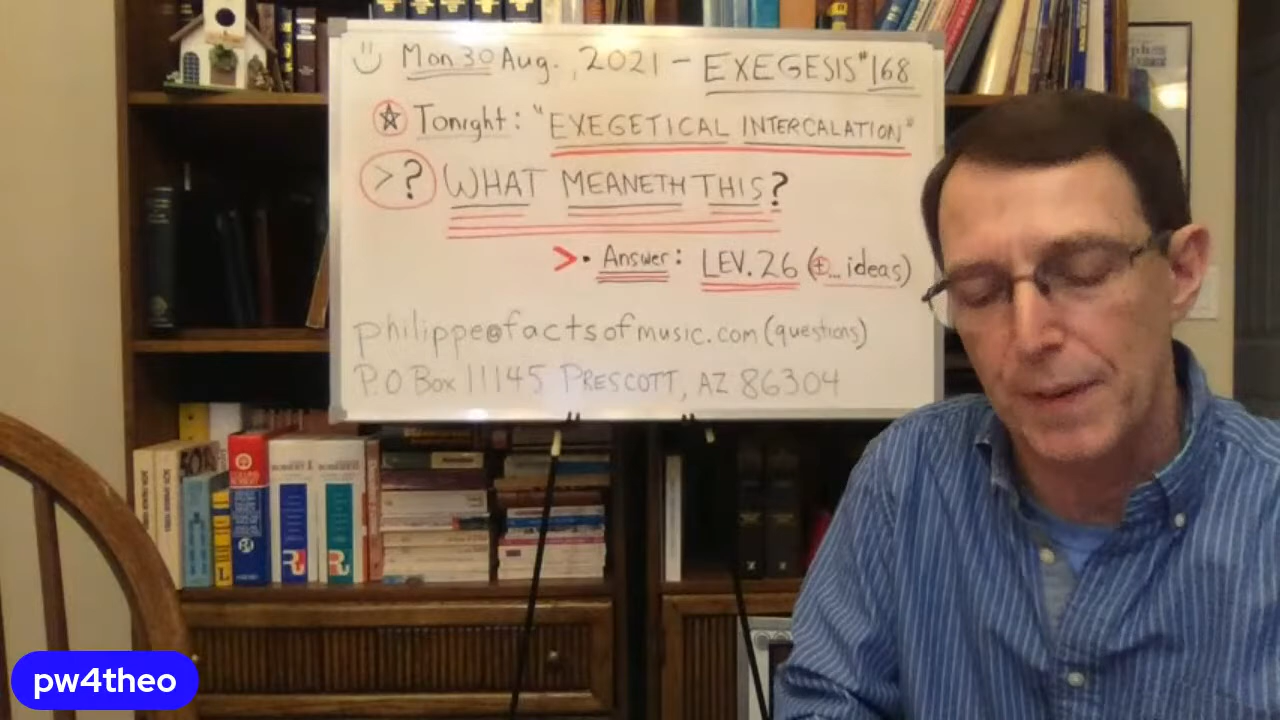 Mon 30 Aug., 2021 - EXEGESIS #168
Tonight: "EXEGETICAL INTERCALATION"
>? WHAT MEANETH THIS?
>• Answer: LEV. 26 (+... ideas)
philippe@factsofmusic.com (questions)
P.O Box 11145 PRESCOTT, AZ 86304
pw4theo